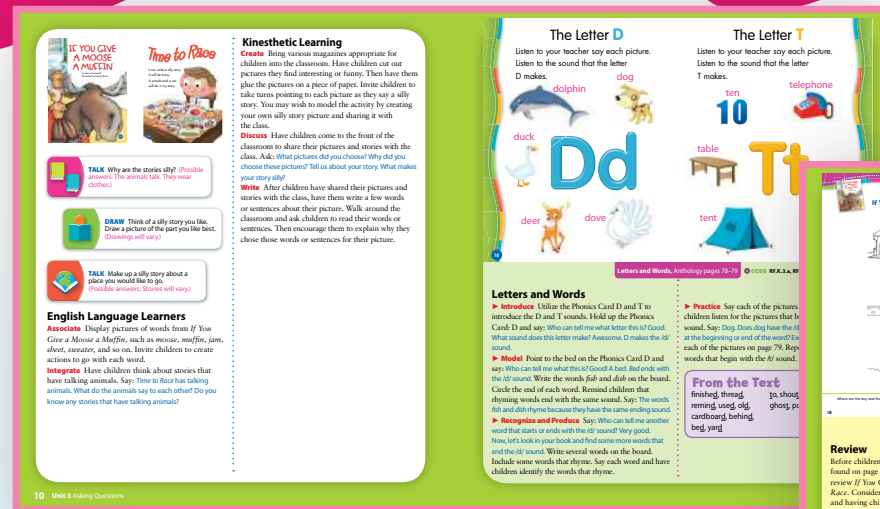 IF YOU GIVE
A MOOSE
A MUFFIN
Time to Race
TALK Why are the stories silly? (Possible
answers: The animals talk. They wear
clothes.)
DRAW Think of a silly story you like.
Draw a picture of the part you like best.
(Drawings will vary.)
TALK Make up a silly story about a
place you would like to go.
(Possible answers: Stories will vary.)
English Language Learners
Associate Display pictures of words from If You
Give a Moose a Muffin, such as moose, muffin, jam,
sheet, sweater, and so on. Invite children to create
actions to go with each word.
Integrate Have children think about stories that
have talking animals. Say: Time to Race has talking
animals. What do the animals say to each other? Do you
know any stories that have talking animals?
Kinesthetic Learning
Create Bring various magazines appropriate for
children into the classroom. Have children cut out
pictures they find interesting or funny. Then have them
glue the pictures on a piece of paper. Invite children to
take turns pointing to each picture as they say a silly
story. You may wish to model the activity by creating
your own silly story picture and sharing it with
the class.
Discuss Have children come to the front of the
classroom to share their pictures and stories with the
class. Ask: What pictures did you choose? Why did you
choose these pictures? Tell us about your story. What makes
your story silly?
Write After children have shared their pictures and
stories with the class, have them write a few words
or sentences about their picture. Walk around the
classroom and ask children to read their words or
sentences. Then encourage them to explain why they
chose those words or sentences for their picture.
10 Unit 3 Asking Questions
The Letter D
Listen to your teacher say each picture.
Listen to the sound that the letter
D makes.
dolphin
dog
duck
Dd
deer
dove
78
The Letter T
Listen to your teacher say each picture.
Listen to the sound that the letter
T makes.
ten
10
telephone
table
Tt
tent
Letters and Words, Anthology pages 78–79
CCSS RF.K.3.a, RF
Letters and Words
► Introduce Utilize the Phonics Card D and T to
introduce the D and T sounds. Hold up the Phonics
Card: D and say: Who can tell me what letter this is? Good.
What sound does this letter make? Awesome. D makes the /d/
sound.
► Model Point to the bed on the Phonics Card D and
say: Who can tell me what this is? Good! A bed. Bed ends with
the /d/ sound. Write the words fish and dish on the board.
Circle the end of each word. Remind children that
rhyming words end with the same sound. Say: The words
fish and dish rhyme because they have the same ending sound.
► Recognize and Produce Say: Who can tell me another
word that starts or ends with the /d/ sound? Very good.
Now, let's look in your book and find some more words that
end the /d/ sound. Write several words on the board.
Include some words that rhyme. Say each word and have
children identify the words that rhyme.
► Practice Say each of the pictures
children listen for the pictures that b
sound. Say: Dog. Does dog have the /d
at the beginning or end of the word? Ex
each of the pictures on page 79. Rep
words that begin with the /t/ sound.
From the Text
finished, thread,
remind, used, old,
cardboard, behind,
bed, yard
to, shout
ghost, pu
If Y
Review
Before children
found on page
review If You G
Race. Consider
and having chi